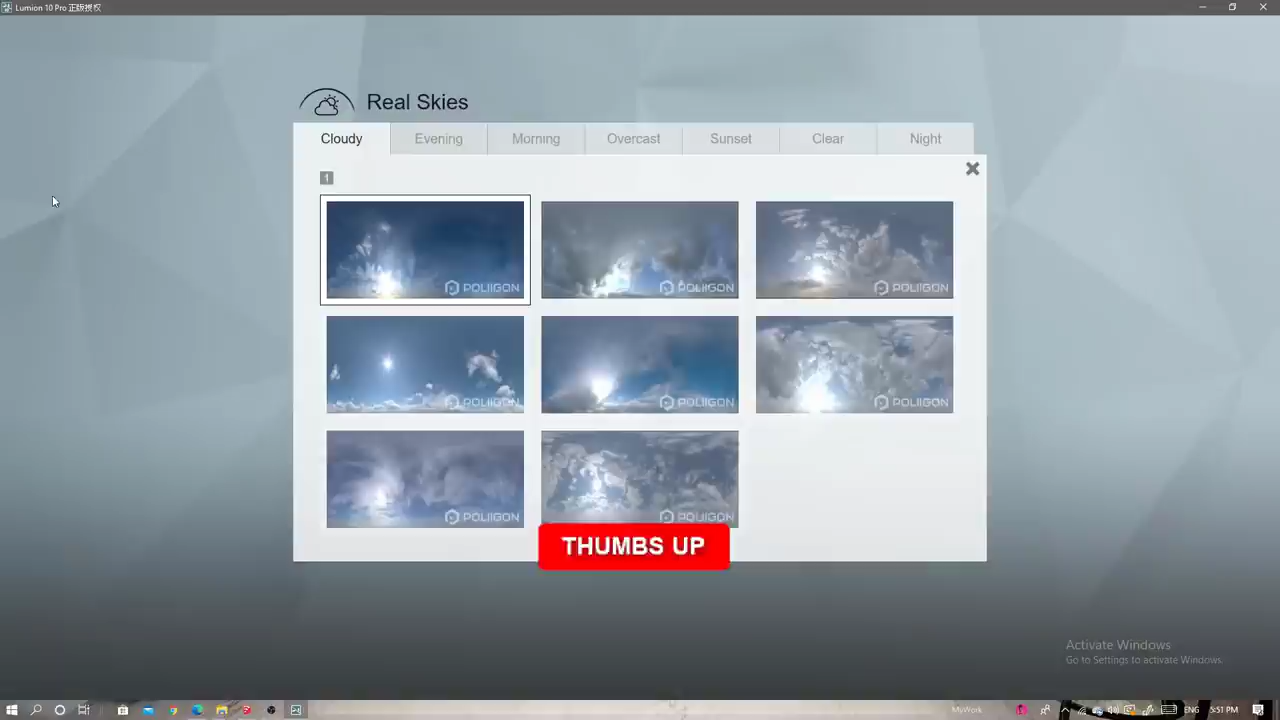 Lumion 10 Pro 正版授权
Real Skies
Cloudy
Evening
Morning
Overcast
Sunset
Clear
Night
1
POLIIGON
POLIIGON
POLIIGON
POLIIGON
POLIIGON
POLIIGON
POLIIGON
POLIIGON
THUMBS UP
Activate Windows
Go to Settings to activate Windows.
MyWork
ENG
5:51 PM